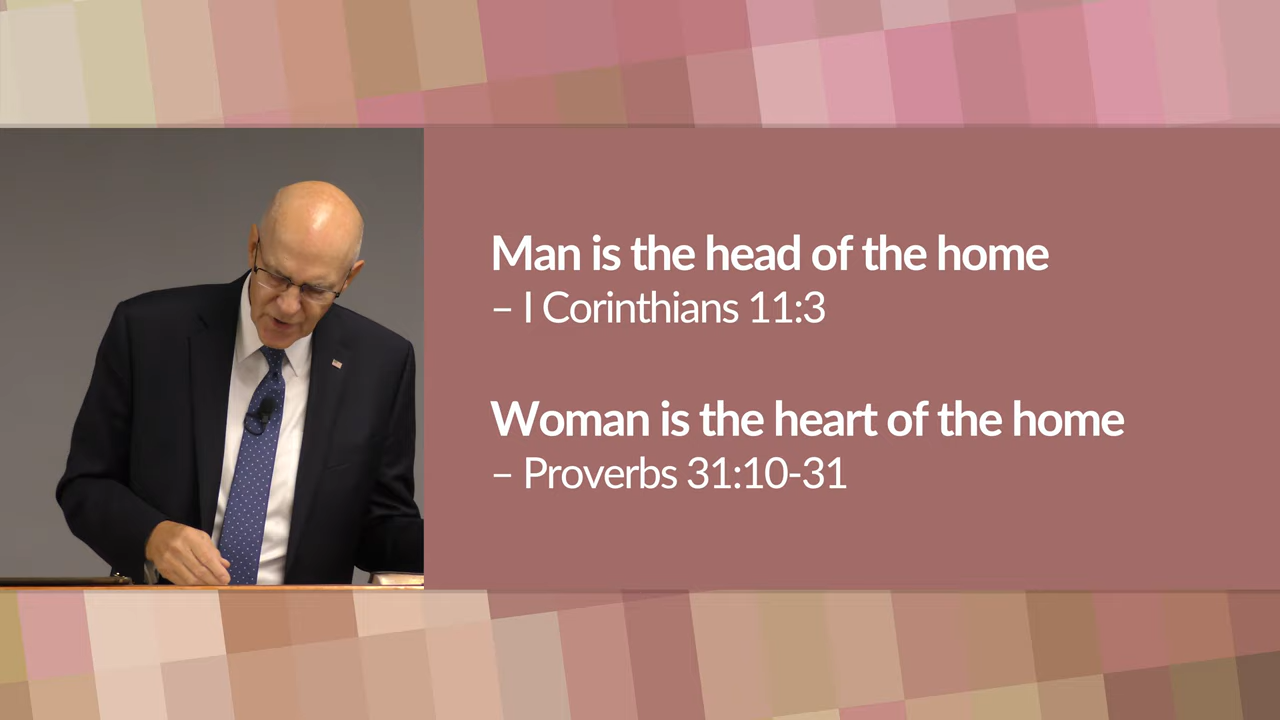 Man is the head of the home
– I Corinthians 11:3
Woman is the heart of the home
– Proverbs 31:10-31